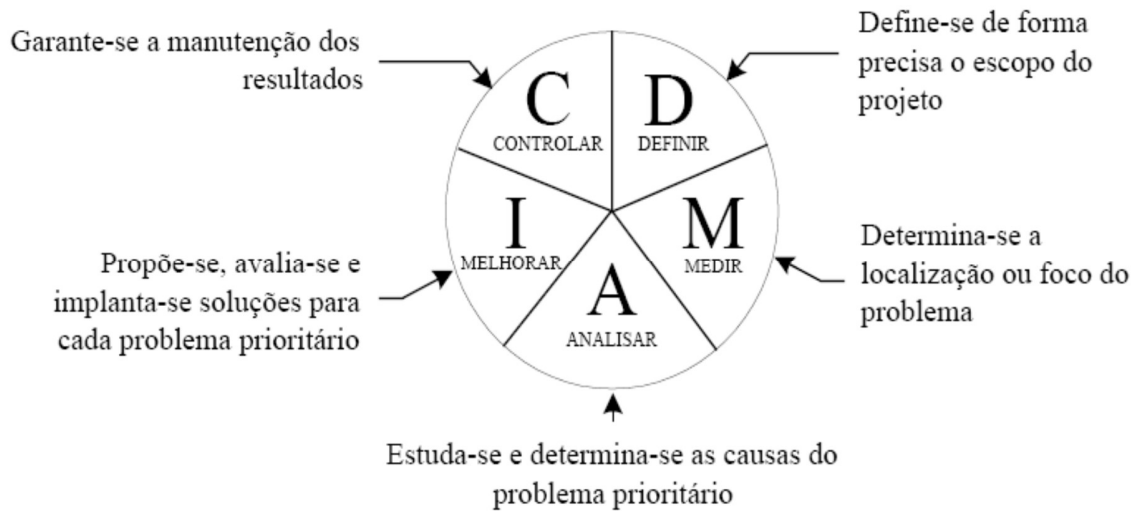 Garante-se a manutenção dos
resultados
Define-se de forma
precisa o escopo do
projeto
C
CONTROLAR
D
DEFINIR
I
MELHORAR
M
MEDIR
A
ANALISAR
Propõe-se, avalia-se e
implanta-se soluções para
cada problema prioritário
Determina-se a
localização ou foco do
problema
Estuda-se e determina-se as causas do
problema prioritário